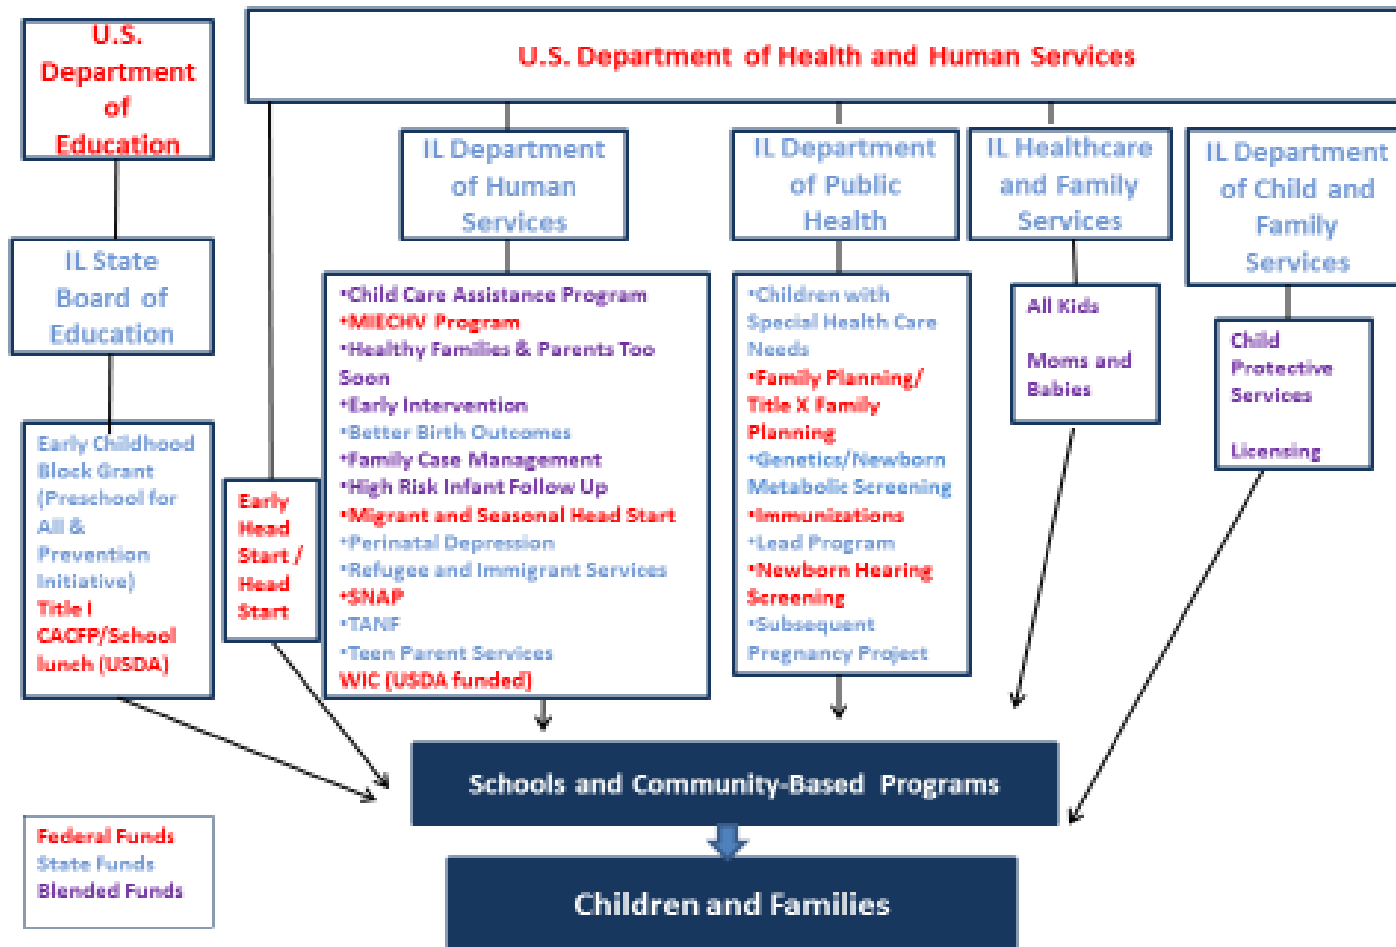 U.S.
Department
of
Education
U.S. Department of Health and Human Services
IL State
Board of
Education
IL Department
of Human
Services
IL Department
of Public
Health
IL Healthcare
and Family
Services
IL Department
of Child and
Family
Services
Early Childhood
Block Grant
(Preschool for
All &
Prevention
Initiative)
Title I
CACFP/School
lunch (USDA)
Early
Head
Start /
Head
Start
•Child Care Assistance Program
•MIECHV Program
•Healthy Families & Parents Too
Soon
•Early Intervention
•Better Birth Outcomes
•Family Case Management
•High Risk Infant Follow Up
•Migrant and Seasonal Head Start
•Perinatal Depression
•Refugee and Immigrant Services
•SNAP
•TANF
•Teen Parent Services
WIC (USDA funded)
•Children with
Special Health Care
Needs
•Family Planning/
Title X Family
Planning
•Genetics/Newborn
Metabolic Screening
•Immunizations
•Lead Program
•Newborn Hearing
Screening
•Subsequent
Pregnancy Project
All Kids
Moms and
Babies
Child
Protective
Services
Licensing
Schools and Community-Based Programs
Children and Families
Federal Funds
State Funds
Blended Funds